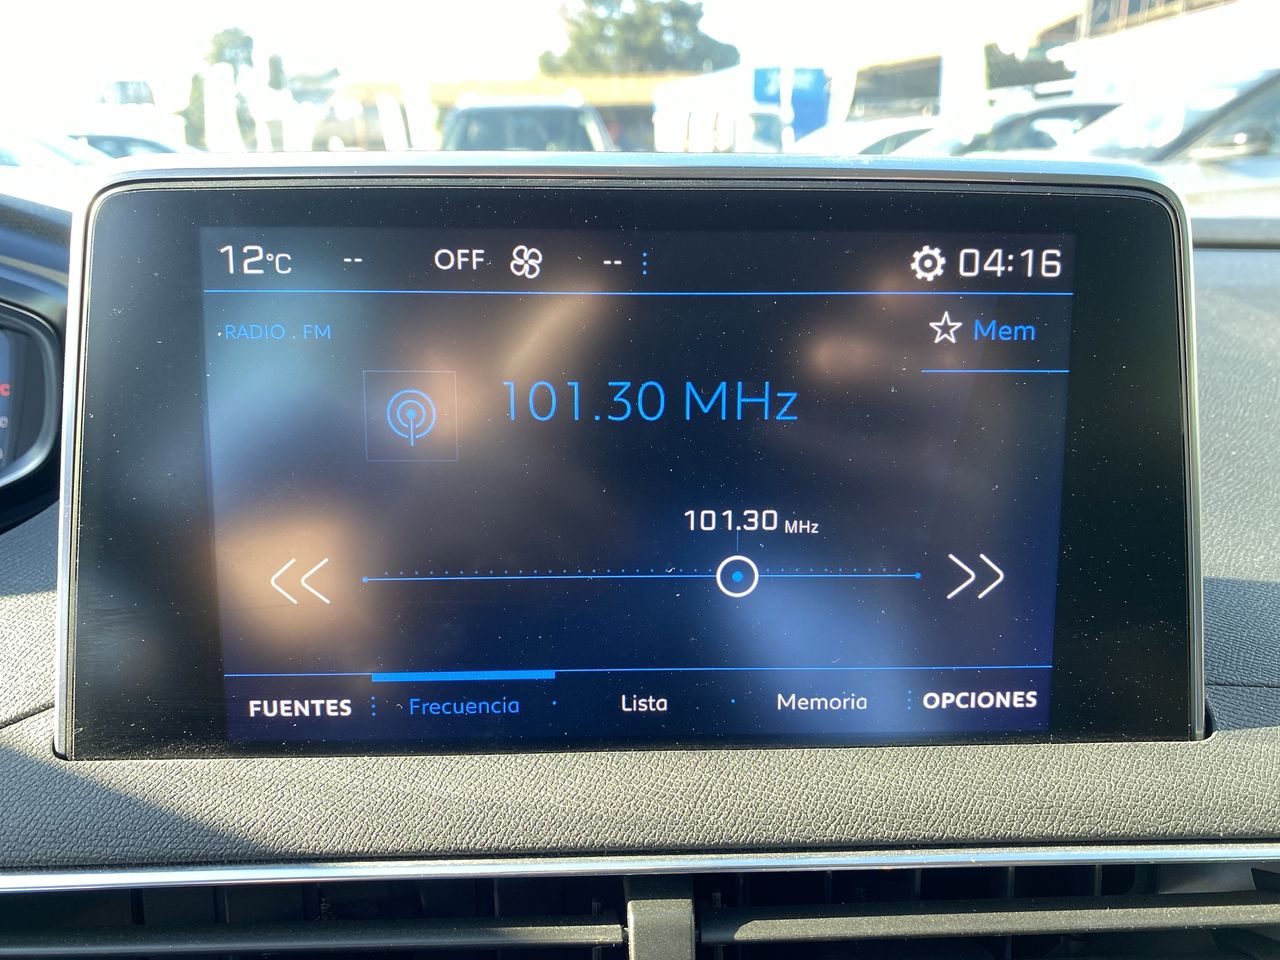 12°C -- OFF -- 04:16
RADIO . FM
Mem
101.30 MHz
101.30 MHz
FUENTES Frecuencia Lista Memoria OPCIONES